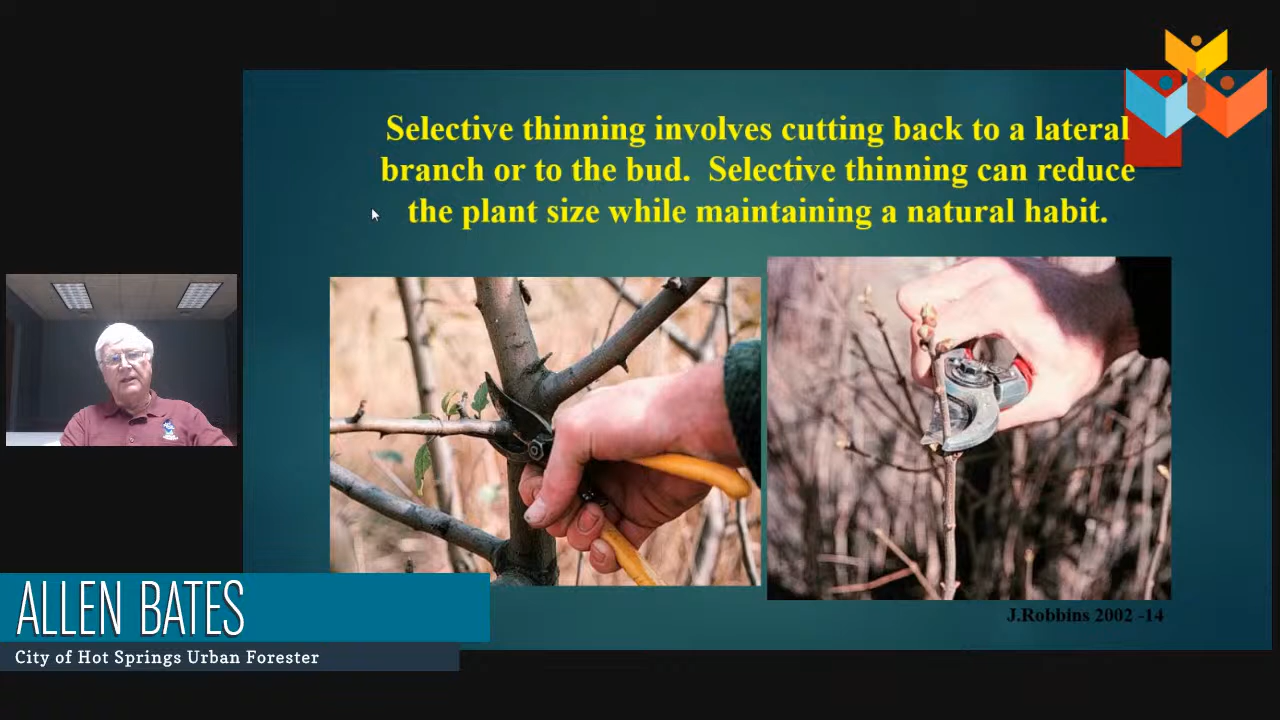 Selective thinning involves cutting back to a lateral
branch or to the bud. Selective thinning can reduce
the plant size while maintaining a natural habit.
J.Robbins 2002 -14
ALLEN BATES
City of Hot Springs Urban Forester